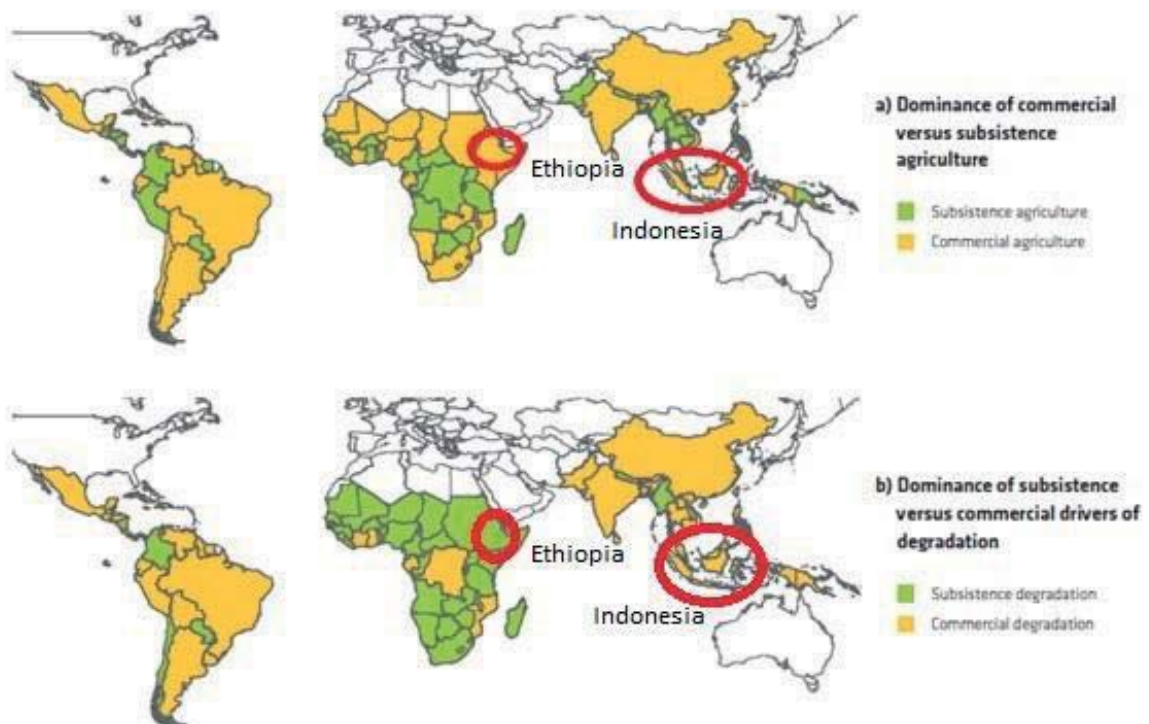 a) Dominance of commercial
versus subsistence
agriculture
Subsistence agriculture
Commercial agriculture
Ethiopia
Indonesia
b) Dominance of subsistence
versus commercial drivers of
degradation
Subsistence degradation
Commercial degradation
Ethiopia
Indonesia